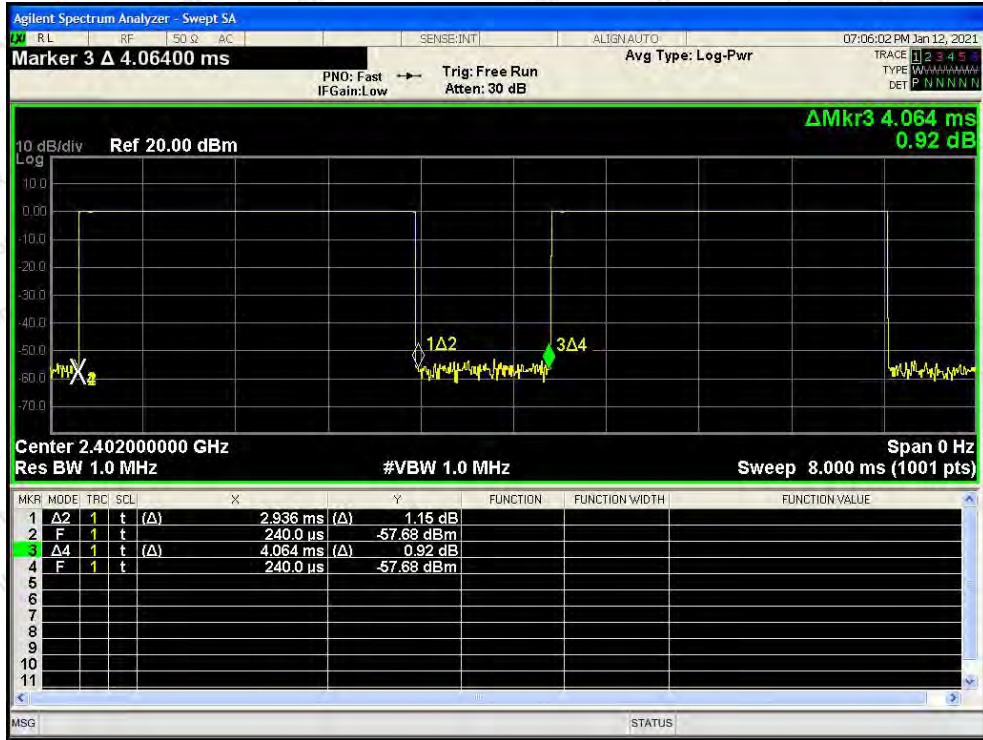 Agilent Spectrum Analyzer - Swept SA
LXI RL RF 50 Ω AC SENSE:INT ALIGN AUTO 07:06:02 PM Jan 12, 2021
Marker 3 Δ 4.06400 ms
PNO: Fast Trig: Free Run Avg Type: Log-Pwr TRACE 1 2 3 4 5 6
IFGain:Low Atten: 30 dB TYPE WWWWWW
DET P N N N N N
ΔMkr3 4.064 ms
0.92 dB
10 dB/div Ref 20.00 dBm
Log
10.0
0.00
-10.0
-20.0
-30.0
-40.0
-50.0
-60.0
-70.0
1Δ2
3Δ4
Center 2.402000000 GHz Span 0 Hz
Res BW 1.0 MHz #VBW 1.0 MHz Sweep 8.000 ms (1001 pts)
MKR MODE TRC SCL X Y FUNCTION FUNCTION WIDTH FUNCTION VALUE
1 Δ2 1 t (Δ) 2.936 ms (Δ) 1.15 dB
2 F 1 t 240.0 µs -57.68 dBm
3 Δ4 1 t (Δ) 4.064 ms (Δ) 0.92 dB
4 F 1 t 240.0 µs -57.68 dBm
5
6
7
8
9
10
11
MSG STATUS